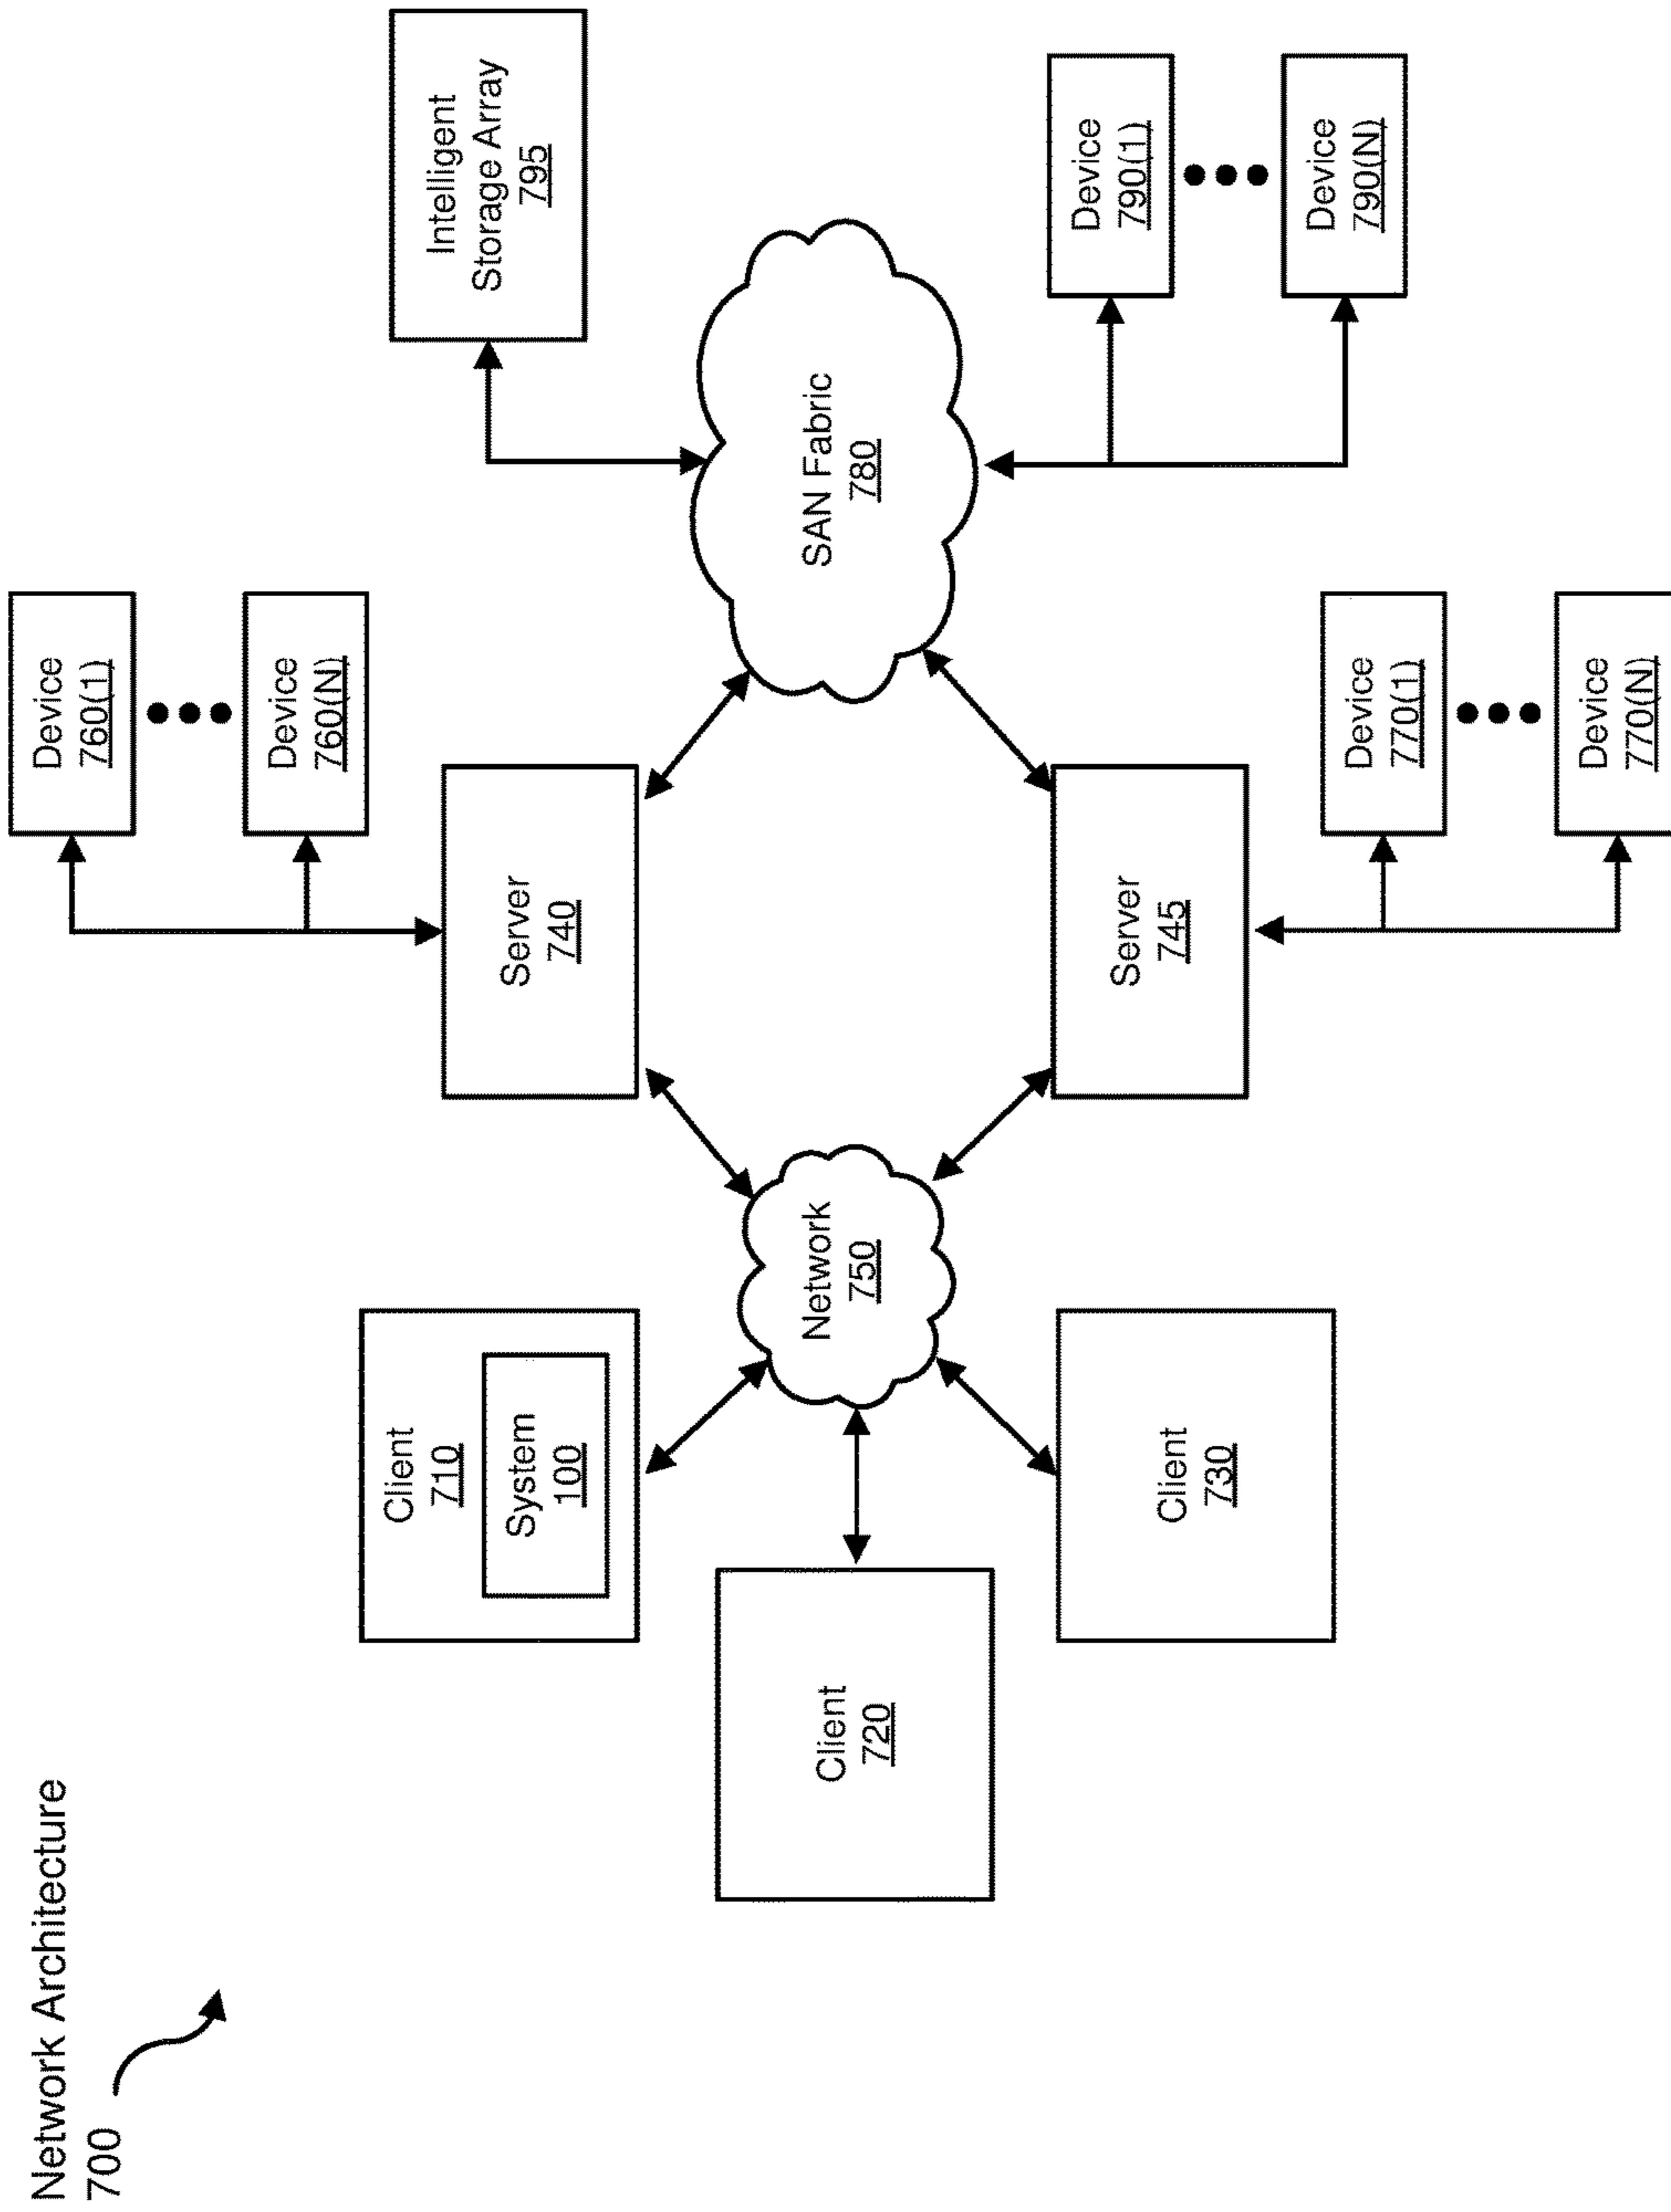 Network Architecture
700
Client
710
System
100
Client
720
Client
730
Network
750
Device
760(1)
Device
760(N)
Server
740
Server
745
Device
770(1)
Device
770(N)
SAN Fabric
780
Intelligent
Storage Array
795
Device
790(1)
Device
790(N)